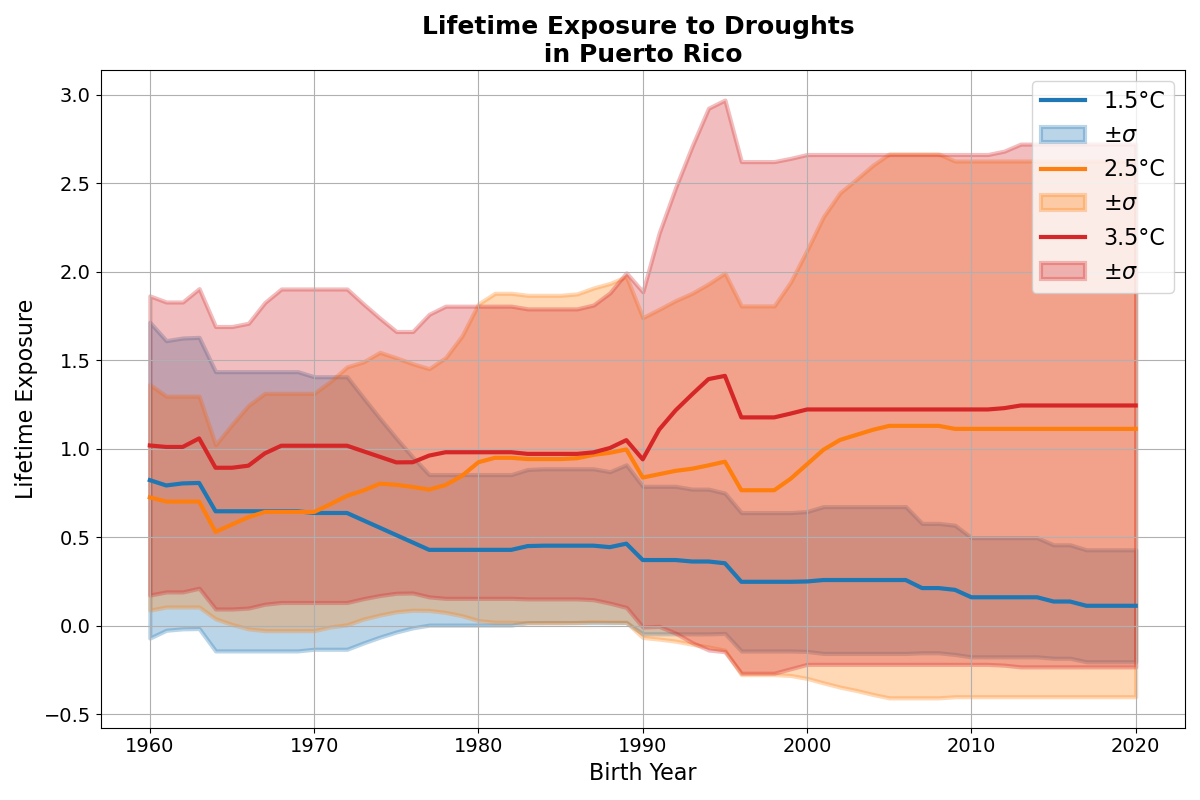 Lifetime Exposure to Droughts
in Puerto Rico
Lifetime Exposure
3.0
2.5
2.0
1.5
1.0
0.5
0.0
−0.5
1960
1970
1980
1990
2000
2010
2020
Birth Year
1.5°C
±σ
2.5°C
±σ
3.5°C
±σ